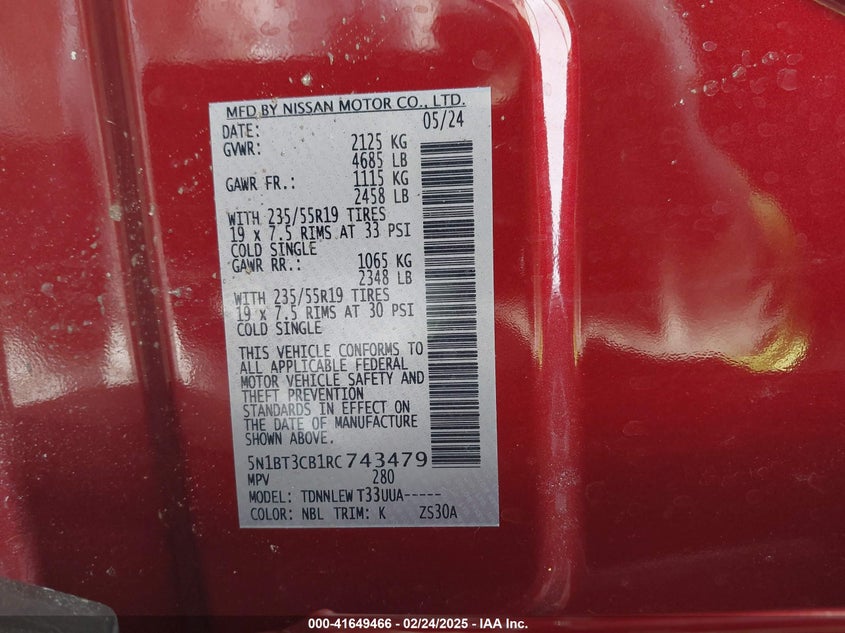 MFD BY NISSAN MOTOR CO., LTD.
DATE: 05/24
GVWR: 2125 KG
4685 LB
GAWR FR.: 1115 KG
2458 LB
WITH 235/55R19 TIRES
19 x 7.5 RIMS AT 33 PSI
COLD SINGLE
GAWR RR.: 1065 KG
2348 LB
WITH 235/55R19 TIRES
19 x 7.5 RIMS AT 30 PSI
COLD SINGLE
THIS VEHICLE CONFORMS TO
ALL APPLICABLE FEDERAL
MOTOR VEHICLE SAFETY AND
THEFT PREVENTION
STANDARDS IN EFFECT ON
THE DATE OF MANUFACTURE
SHOWN ABOVE.
5N1BT3CB1RC743479
MPV 280
MODEL: TDNNLEW T33UUA-----
COLOR: NBL TRIM: K ZS30A
000-41649466 - 02/24/2025 - IAA Inc.